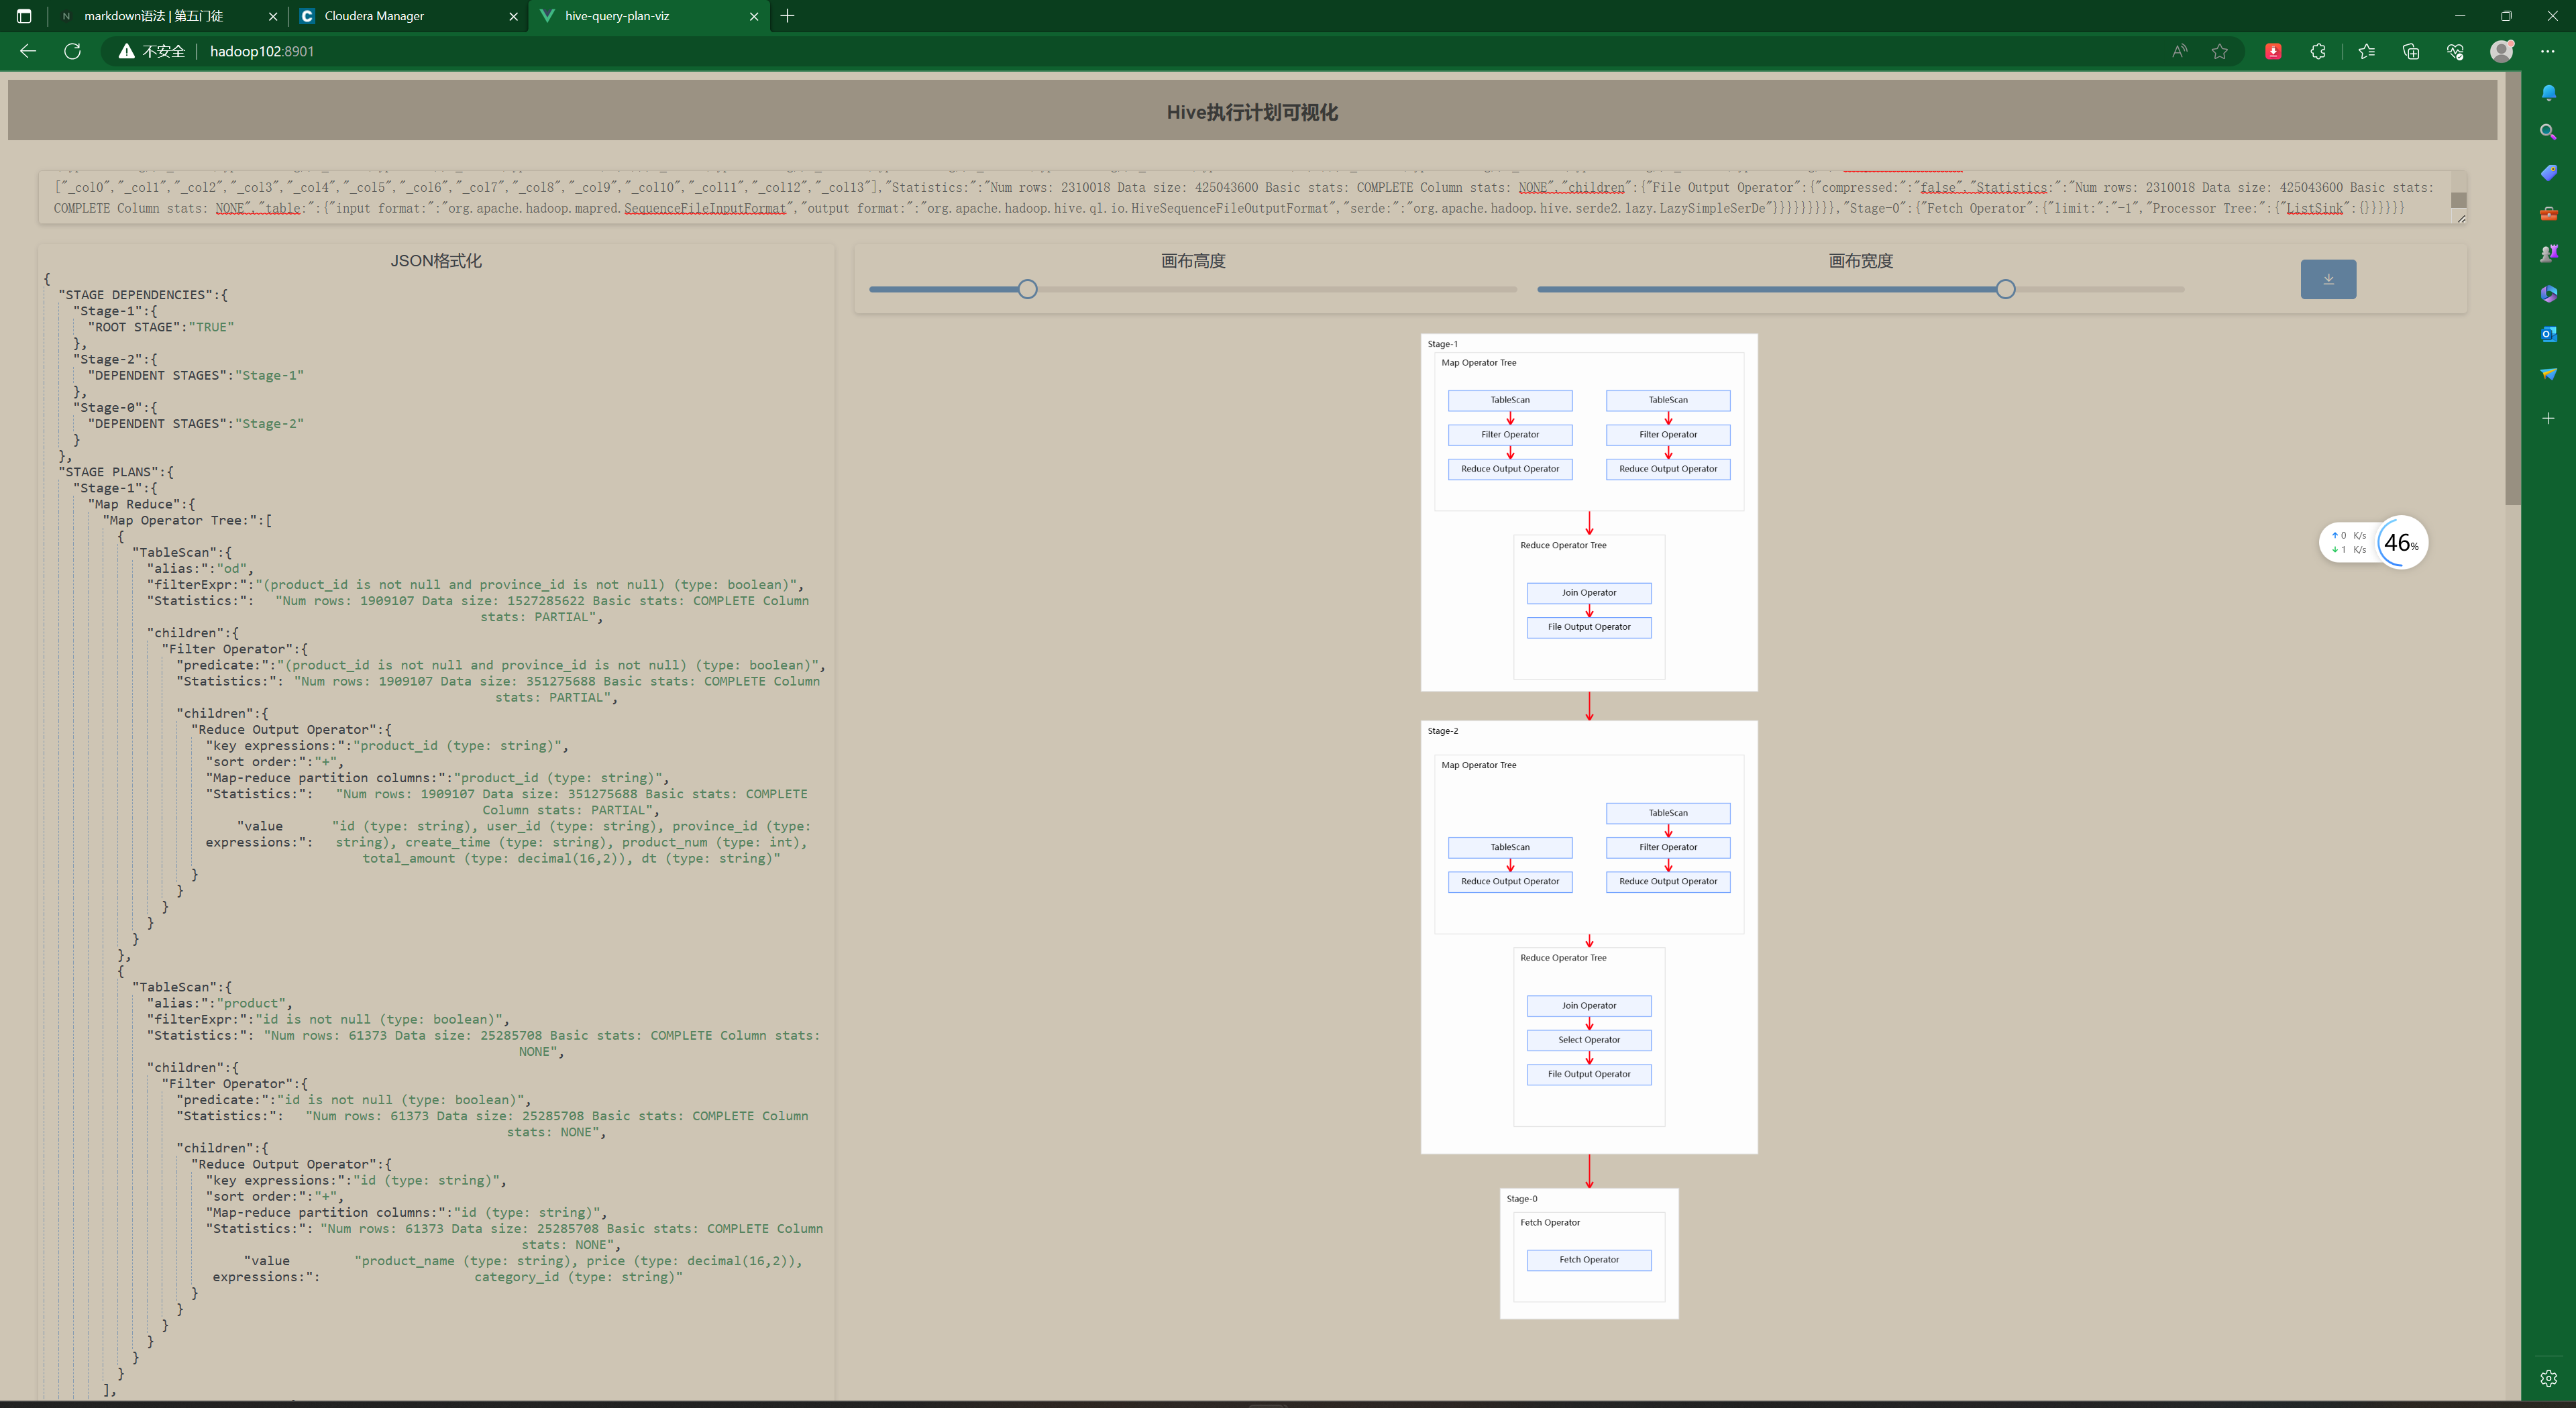 markdown语法 | 第五门徒
Cloudera Manager
hive-query-plan-viz
不安全
hadoop102:8901
Hive执行计划可视化
["_col0","_col1","_col2","_col3","_col4","_col5","_col6","_col7","_col8","_col9","_col10","_col11","_col12","_col13"],"Statistics:":"Num rows: 2310018 Data size: 425043600 Basic stats: COMPLETE Column stats: NONE","children":{"File Output Operator":{"compressed:":"false","Statistics:":"Num rows: 2310018 Data size: 425043600 Basic stats:
COMPLETE Column stats: NONE","table:":{"input format:":"org.apache.hadoop.mapred.SequenceFileInputFormat","output format:":"org.apache.hadoop.hive.ql.io.HiveSequenceFileOutputFormat","serde:":"org.apache.hadoop.hive.serde2.lazy.LazySimpleSerDe"}}}}}}}}},"Stage-0":{"Fetch Operator":{"limit:":"-1","Processor Tree:":{"ListSink":{}}}}}}
JSON格式化
{
"STAGE DEPENDENCIES":{
"Stage-1":{
"ROOT STAGE":"TRUE"
},
"Stage-2":{
"DEPENDENT STAGES":"Stage-1"
},
"Stage-0":{
"DEPENDENT STAGES":"Stage-2"
}
},
"STAGE PLANS":{
"Stage-1":{
"Map Reduce":{
"Map Operator Tree:":[
{
"TableScan":{
"alias:":"od",
"filterExpr:":"(product_id is not null and province_id is not null) (type: boolean)",
"Statistics:": "Num rows: 1909107 Data size: 1527285622 Basic stats: COMPLETE Column
stats: PARTIAL",
"children":{
"Filter Operator":{
"predicate:":"(product_id is not null and province_id is not null) (type: boolean)",
"Statistics:": "Num rows: 1909107 Data size: 351275688 Basic stats: COMPLETE Column
stats: PARTIAL",
"children":{
"Reduce Output Operator":{
"key expressions:":"product_id (type: string)",
"sort order:":"+",
"Map-reduce partition columns:":"product_id (type: string)",
"Statistics:": "Num rows: 1909107 Data size: 351275688 Basic stats: COMPLETE
Column stats: PARTIAL",
"value "id (type: string), user_id (type: string), province_id (type:
expressions:": string), create_time (type: string), product_num (type: int),
total_amount (type: decimal(16,2)), dt (type: string)"
}
}
}
}
}
},
{
"TableScan":{
"alias:":"product",
"filterExpr:":"id is not null (type: boolean)",
"Statistics:": "Num rows: 61373 Data size: 25285708 Basic stats: COMPLETE Column stats:
NONE",
"children":{
"Filter Operator":{
"predicate:":"id is not null (type: boolean)",
"Statistics:": "Num rows: 61373 Data size: 25285708 Basic stats: COMPLETE Column
stats: NONE",
"children":{
"Reduce Output Operator":{
"key expressions:":"id (type: string)",
"sort order:":"+",
"Map-reduce partition columns:":"id (type: string)",
"Statistics:": "Num rows: 61373 Data size: 25285708 Basic stats: COMPLETE Column
stats: NONE",
"value "product_name (type: string), price (type: decimal(16,2)),
expressions:": category_id (type: string)"
}
}
}
}
}
}
],
画布高度
画布宽度
Stage-1
Map Operator Tree
TableScan TableScan
Filter Operator Filter Operator
Reduce Output Operator Reduce Output Operator
Reduce Operator Tree
Join Operator
File Output Operator
Stage-2
Map Operator Tree
TableScan
TableScan Filter Operator
Reduce Output Operator Reduce Output Operator
Reduce Operator Tree
Join Operator
Select Operator
File Output Operator
Stage-0
Fetch Operator
Fetch Operator
0 K/s
1 K/s
46%